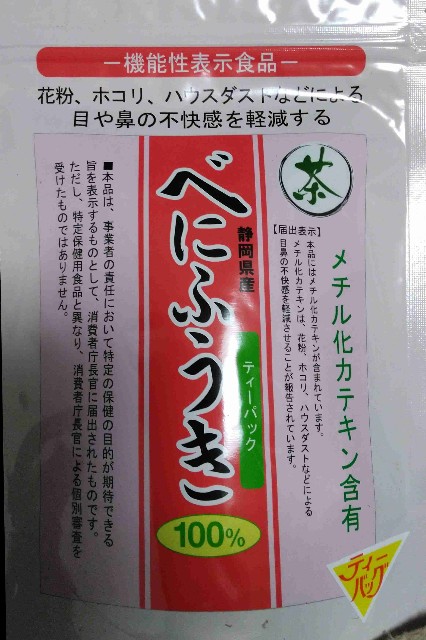 －機能性表示食品－
花粉、ホコリ、ハウスダストなどによる
目や鼻の不快感を軽減する
茶
【届出表示】
本品にはメチル化カテキンが含まれています。
メチル化カテキンは、花粉、ホコリ、ハウスダストなどによる
目鼻の不快感を軽減させることが報告されています。
メチル化カテキン含有
静岡県産
べにふうき
ティーパック
100%
■本品は、事業者の責任において特定の保健の目的が期待できる
旨を表示するものとして、消費者庁長官に届出されたものです。
ただし、特定保健用食品と異なり、消費者庁長官による個別審査を
受けたものではありません。
ティー
バッグ